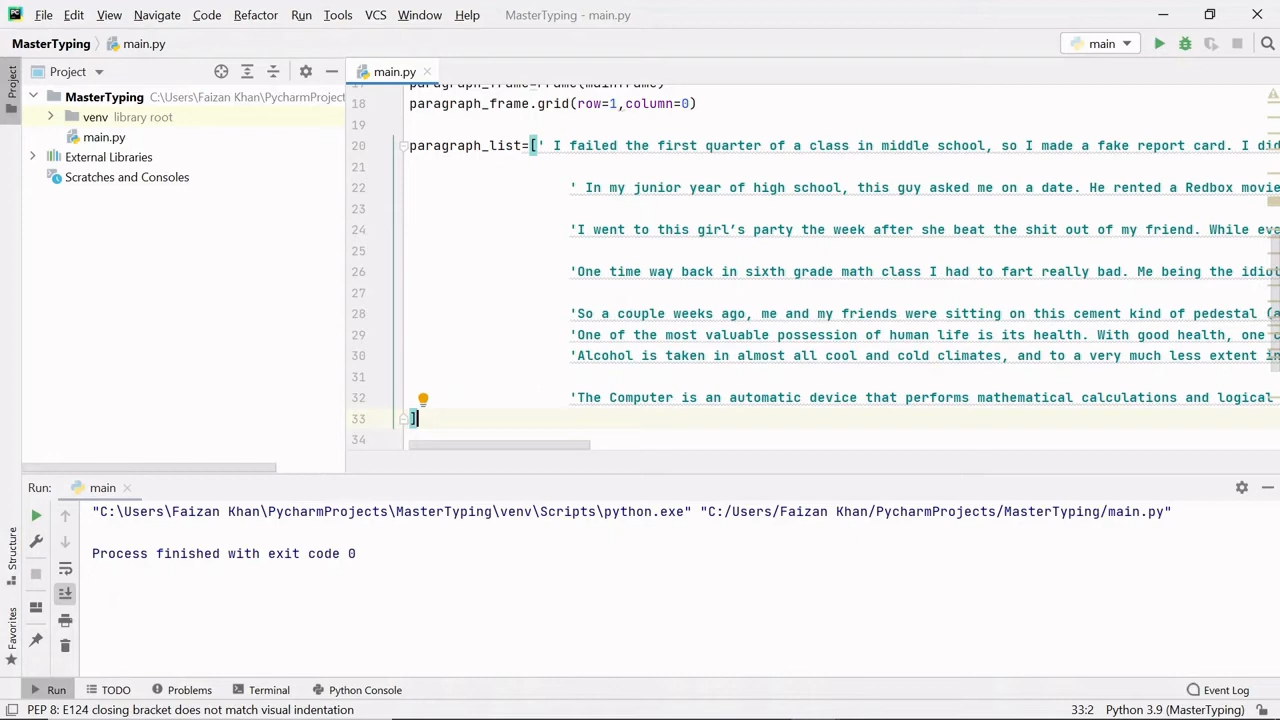 File Edit View Navigate Code Refactor Run Tools VCS Window Help MasterTyping - main.py
MasterTyping main.py main
Project Project main.py
MasterTyping C:\Users\Faizan Khan\PycharmProject
venv library root
main.py
External Libraries
Scratches and Consoles
18 paragraph_frame.grid(row=1,column=0)
19
20 paragraph_list=[' I failed the first quarter of a class in middle school, so I made a fake report card. I did
21
22 ' In my junior year of high school, this guy asked me on a date. He rented a Redbox movie
23
24 'I went to this girl’s party the week after she beat the shit out of my friend. While eve
25
26 'One time way back in sixth grade math class I had to fart really bad. Me being the idiot
27
28 'So a couple weeks ago, me and my friends were sitting on this cement kind of pedestal (a
29 'One of the most valuable possession of human life is its health. With good health, one c
30 'Alcohol is taken in almost all cool and cold climates, and to a very much less extent in
31
32 'The Computer is an automatic device that performs mathematical calculations and logical
33 ]
34
Run: main
"C:\Users\Faizan Khan\PycharmProjects\MasterTyping\venv\Scripts\python.exe" "C:/Users/Faizan Khan/PycharmProjects/MasterTyping/main.py"
Process finished with exit code 0
Structure
Favorites
Run TODO Problems Terminal Python Console Event Log
PEP 8: E124 closing bracket does not match visual indentation 33:2 Python 3.9 (MasterTyping)